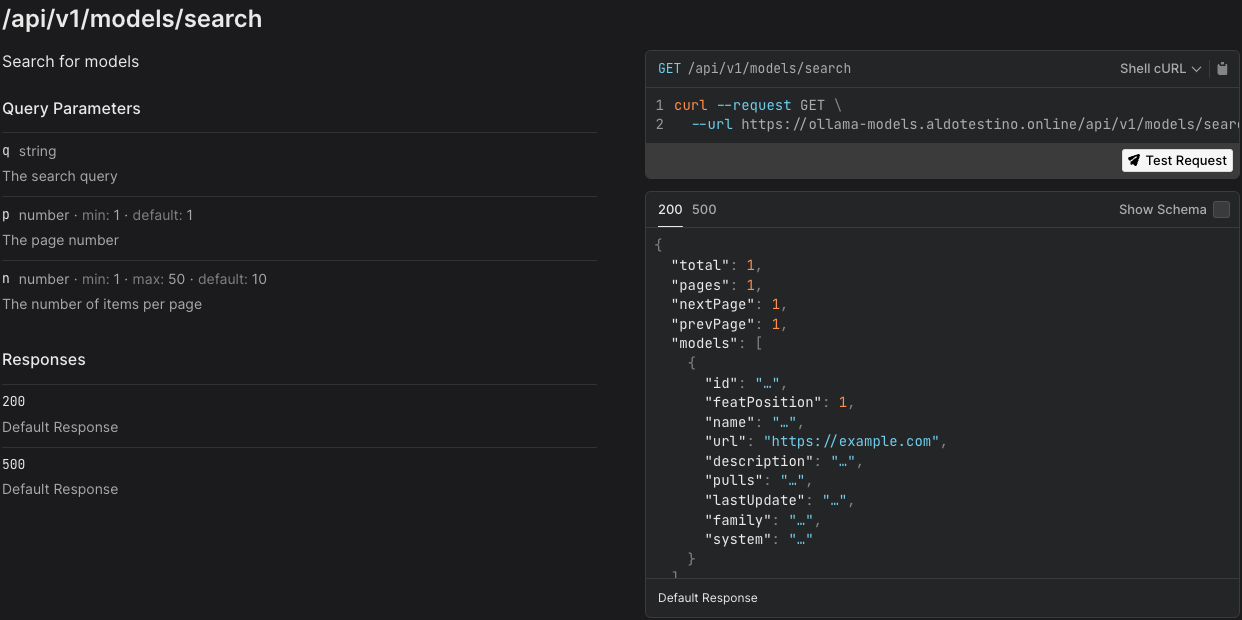 /api/v1/models/search
Search for models
Query Parameters
q string
The search query
p number · min: 1 · default: 1
The page number
n number · min: 1 · max: 50 · default: 10
The number of items per page
Responses
200
Default Response
500
Default Response
GET /api/v1/models/search
Shell cURL
1 curl --request GET \
2 --url https://ollama-models.aldotestino.online/api/v1/models/sear
Test Request
200 500
Show Schema
{
"total": 1,
"pages": 1,
"nextPage": 1,
"prevPage": 1,
"models": [
{
"id": "…",
"featPosition": 1,
"name": "…",
"url": "https://example.com",
"description": "…",
"pulls": "…",
"lastUpdate": "…",
"family": "…",
"system": "…"
}
]
Default Response